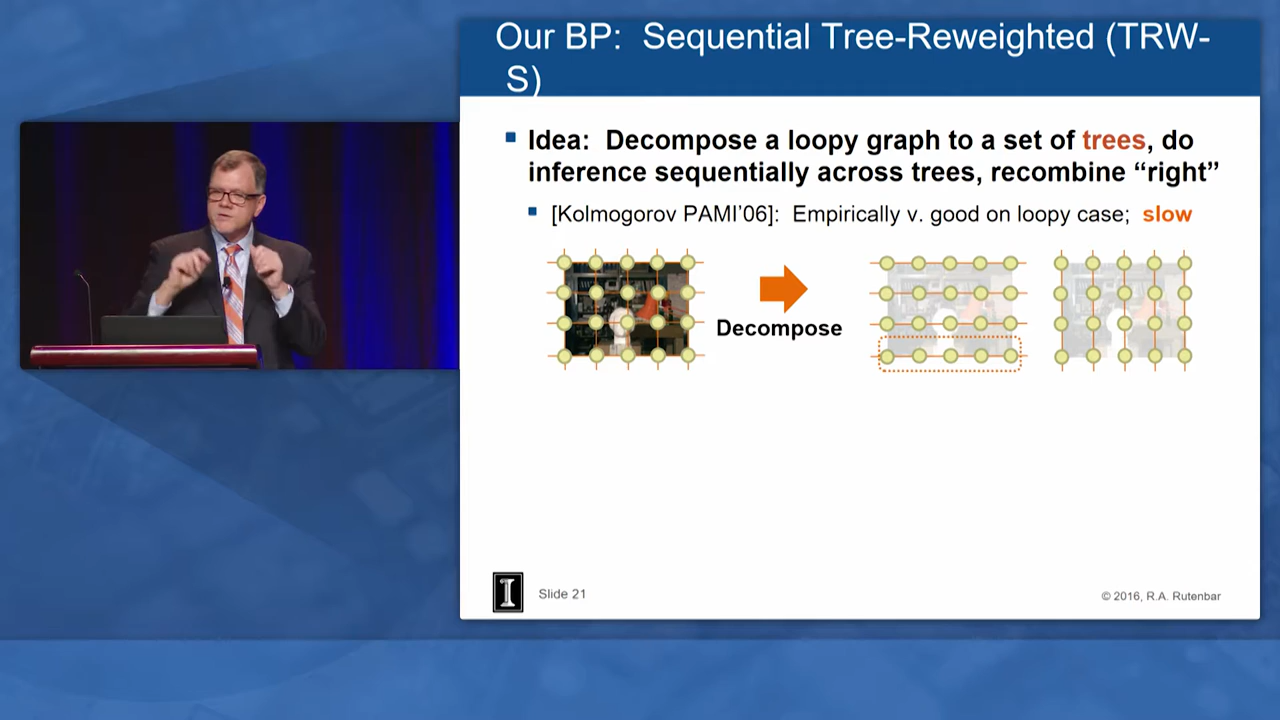 Our BP:  Sequential Tree-Reweighted (TRW-
S)
Idea:  Decompose a loopy graph to a set of trees, do
inference sequentially across trees, recombine “right”
[Kolmogorov PAMI’06]:  Empirically v. good on loopy case;  slow
Decompose
I
Slide 21
© 2016, R.A. Rutenbar